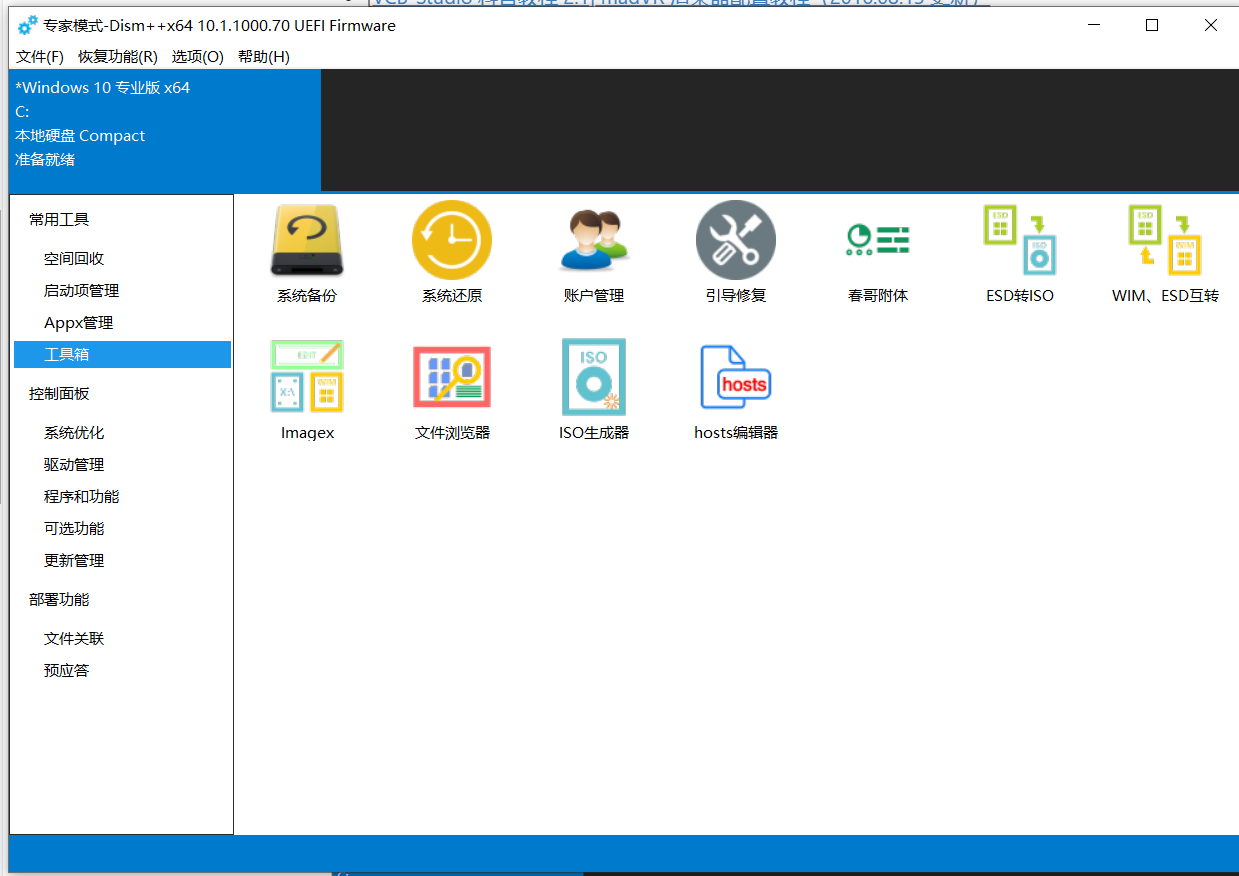 专家模式-Dism++x64 10.1.1000.70 UEFI Firmware
文件(F) 恢复功能(R) 选项(O) 帮助(H)
*Windows 10 专业版 x64
C:
本地硬盘 Compact
准备就绪
常用工具
空间回收
启动项管理
Appx管理
工具箱
控制面板
系统优化
驱动管理
程序和功能
可选功能
更新管理
部署功能
文件关联
预应答
ESD
ISO
ESD
WIM
系统备份 系统还原 账户管理 引导修复 春哥附体 ESD转ISO WIM、ESD互转
EDIT
X:\
WIM
ISO
hosts
Imagex 文件浏览器 ISO生成器 hosts编辑器